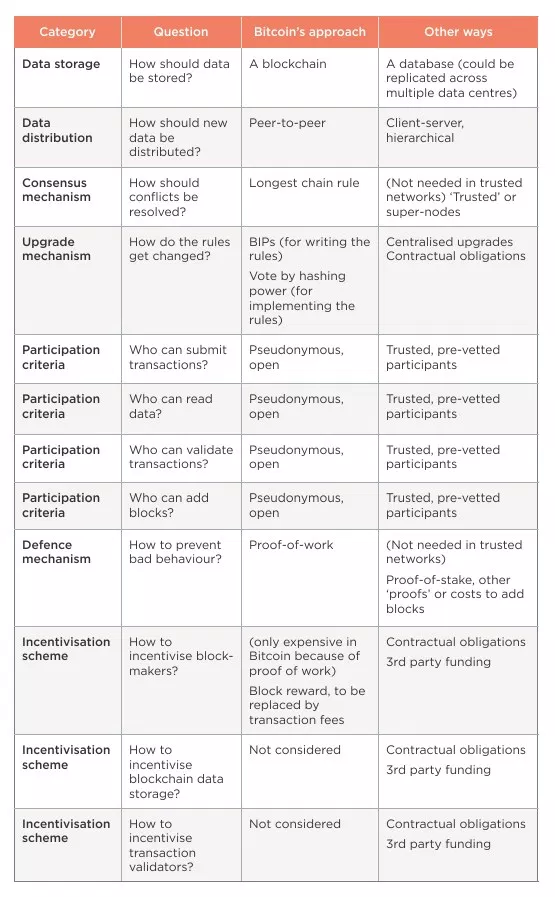 Category Question Bitcoin's approach Other ways
Data storage How should data A blockchain A database (could be
be stored? replicated across
multiple data centres)
Data How should new Peer-to-peer Client-server,
distribution data be hierarchical
distributed?
Consensus How should Longest chain rule (Not needed in trusted
mechanism conflicts be networks) ‘Trusted’ or
resolved? super-nodes
Upgrade How do the rules BIPs (for writing the Centralised upgrades
mechanism get changed? rules) Contractual obligations
Vote by hashing
power (for
implementing the
rules)
Participation Who can submit Pseudonymous, Trusted, pre-vetted
criteria transactions? open participants
Participation Who can read Pseudonymous, Trusted, pre-vetted
criteria data? open participants
Participation Who can validate Pseudonymous, Trusted, pre-vetted
criteria transactions? open participants
Participation Who can add Pseudonymous, Trusted, pre-vetted
criteria blocks? open participants
Defence How to prevent Proof-of-work (Not needed in trusted
mechanism bad behaviour? networks)
Proof-of-stake, other
‘proofs’ or costs to add
blocks
Incentivisation How to (only expensive in Contractual obligations
scheme incentivise block- Bitcoin because of 3rd party funding
makers? proof of work)
Block reward, to be
replaced by
transaction fees
Incentivisation How to Not considered Contractual obligations
scheme incentivise 3rd party funding
blockchain data
storage?
Incentivisation How to Not considered Contractual obligations
scheme incentivise 3rd party funding
transaction
validators?